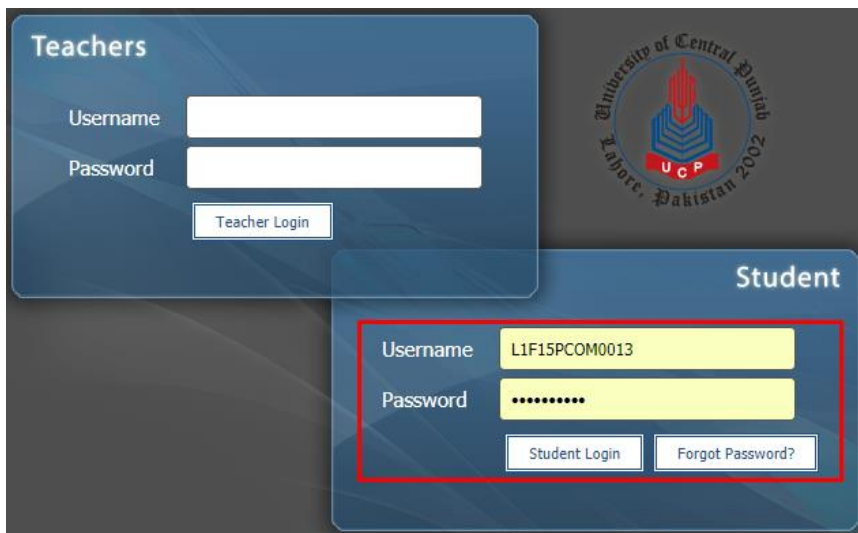 Teachers
Username
Password
Teacher Login
University of Central Punjab
Lahore, Pakistan 2002
UCP
Student
Username L1F15PCOM0013
Password ••••••••••
Student Login Forgot Password?